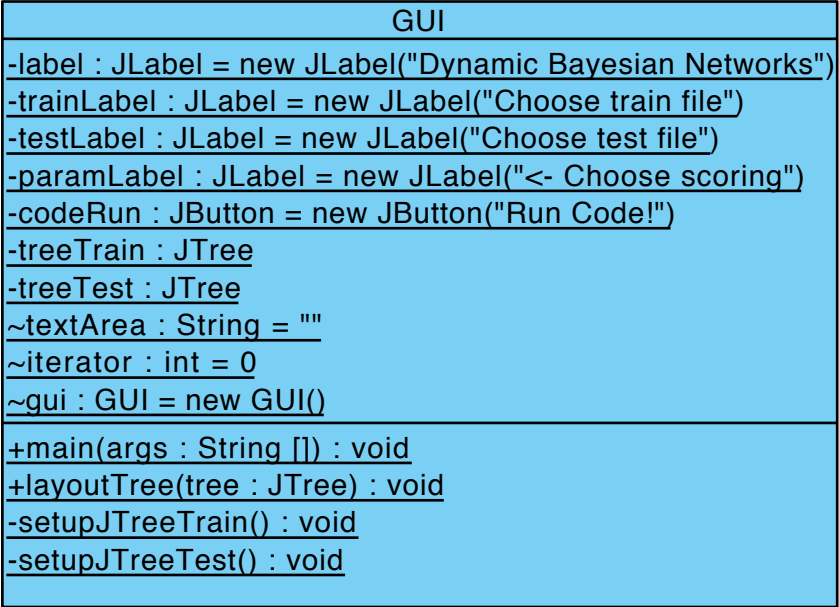 GUI
-label : JLabel = new JLabel("Dynamic Bayesian Networks")
-trainLabel : JLabel = new JLabel("Choose train file")
-testLabel : JLabel = new JLabel("Choose test file")
-paramLabel : JLabel = new JLabel("<- Choose scoring")
-codeRun : JButton = new JButton("Run Code!")
-treeTrain : JTree
-treeTest : JTree
~textArea : String = ""
~iterator : int = 0
~gui : GUI = new GUI()
+main(args : String []) : void
+layoutTree(tree : JTree) : void
-setupJTreeTrain() : void
-setupJTreeTest() : void